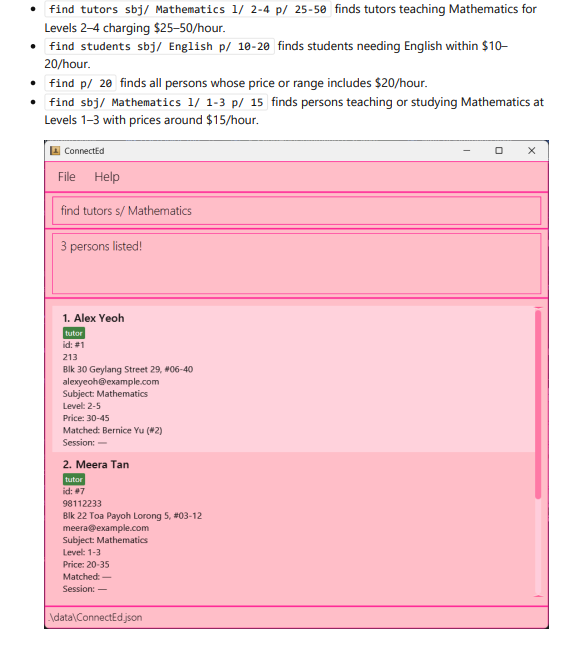 find tutors sbj/ Mathematics l/ 2-4 p/ 25-50 finds tutors teaching Mathematics for
Levels 2–4 charging $25–50/hour.
find students sbj/ English p/ 10-20 finds students needing English within $10–
20/hour.
find p/ 20 finds all persons whose price or range includes $20/hour.
find sbj/ Mathematics l/ 1-3 p/ 15 finds persons teaching or studying Mathematics at
Levels 1–3 with prices around $15/hour.
ConnectEd
File Help
find tutors s/ Mathematics
3 persons listed!
1. Alex Yeoh
tutor
id: #1
213
Blk 30 Geylang Street 29, #06-40
alexyeoh@example.com
Subject: Mathematics
Level: 2-5
Price: 30-45
Matched: Bernice Yu (#2)
Session: —
2. Meera Tan
tutor
id: #7
98112233
Blk 22 Toa Payoh Lorong 5, #03-12
meera@example.com
Subject: Mathematics
Level: 1-3
Price: 20-35
Matched: —
Session: —
.\data\ConnectEd.json